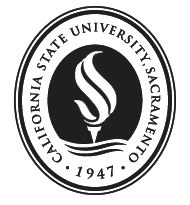 CALIFORNIA STATE UNIVERSITY, SACRAMENTO
• 1947 •